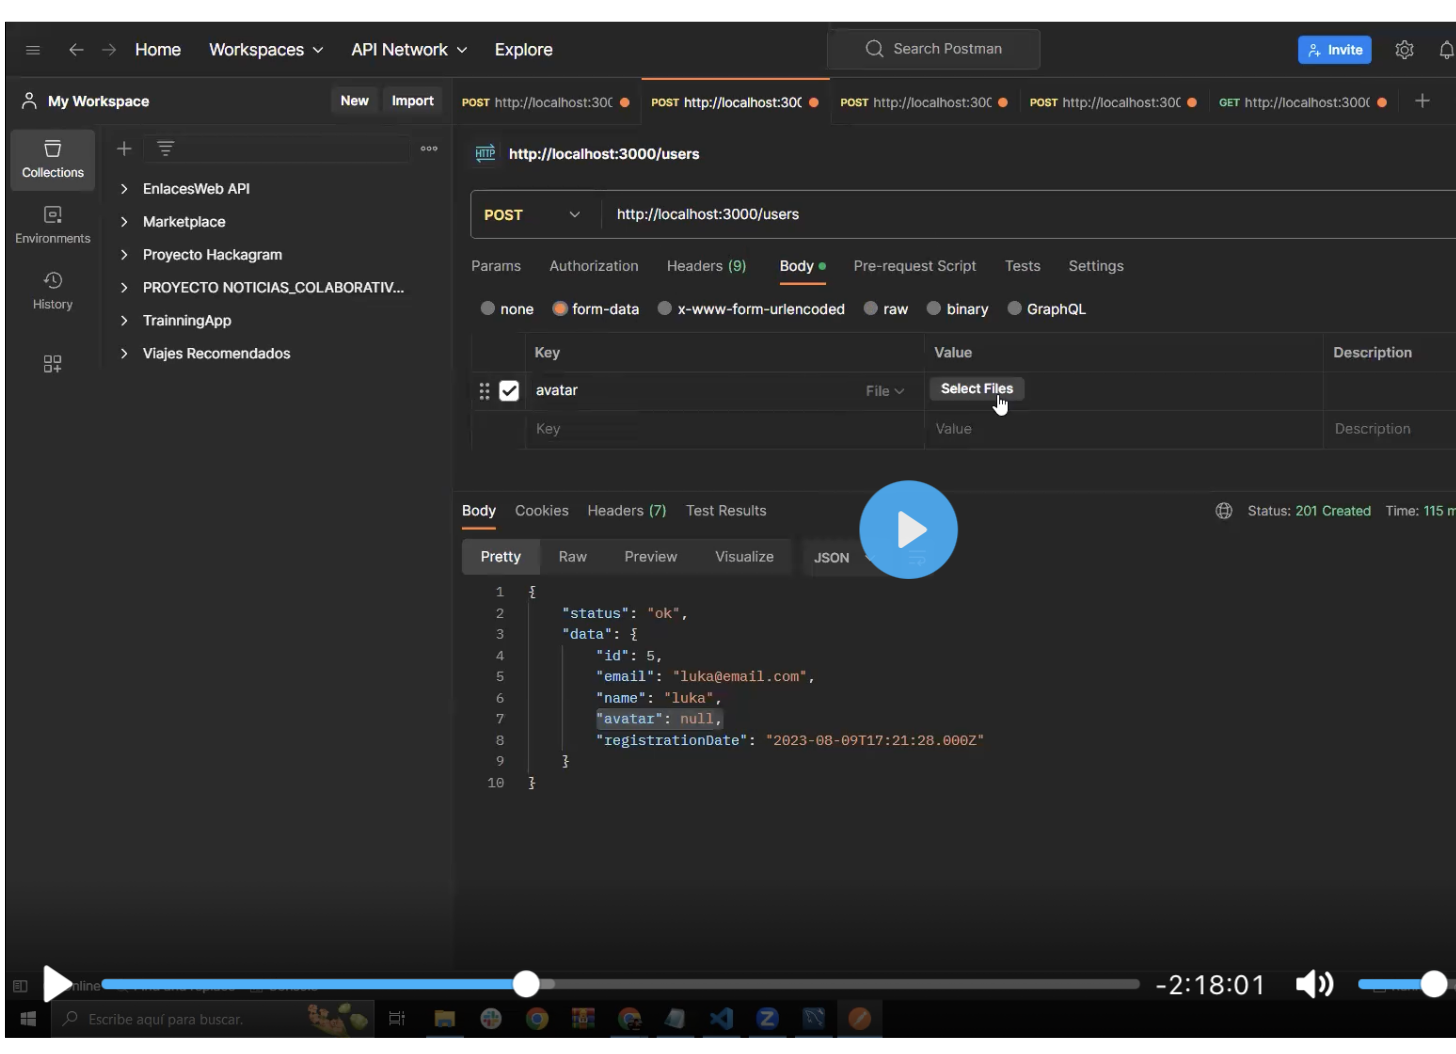 Home Workspaces API Network Explore Search Postman Invite
My Workspace New Import POST http://localhost:300 POST http://localhost:300 POST http://localhost:300 POST http://localhost:300 GET http://localhost:3000
Collections
Environments
History
EnlacesWeb API
Marketplace
Proyecto Hackagram
PROYECTO NOTICIAS_COLABORATIV...
TrainningApp
Viajes Recomendados
HTTP http://localhost:3000/users
POST http://localhost:3000/users
Params Authorization Headers (9) Body Pre-request Script Tests Settings
none form-data x-www-form-urlencoded raw binary GraphQL
Key Value Description
avatar File Select Files
Key Value Description
Body Cookies Headers (7) Test Results Status: 201 Created Time: 115 m
Pretty Raw Preview Visualize JSON
1 {
2 "status": "ok",
3 "data": {
4 "id": 5,
5 "email": "luka@email.com",
6 "name": "luka",
7 "avatar": null,
8 "registrationDate": "2023-08-09T17:21:28.000Z"
9 }
10 }
-2:18:01
Escribe aquí para buscar.